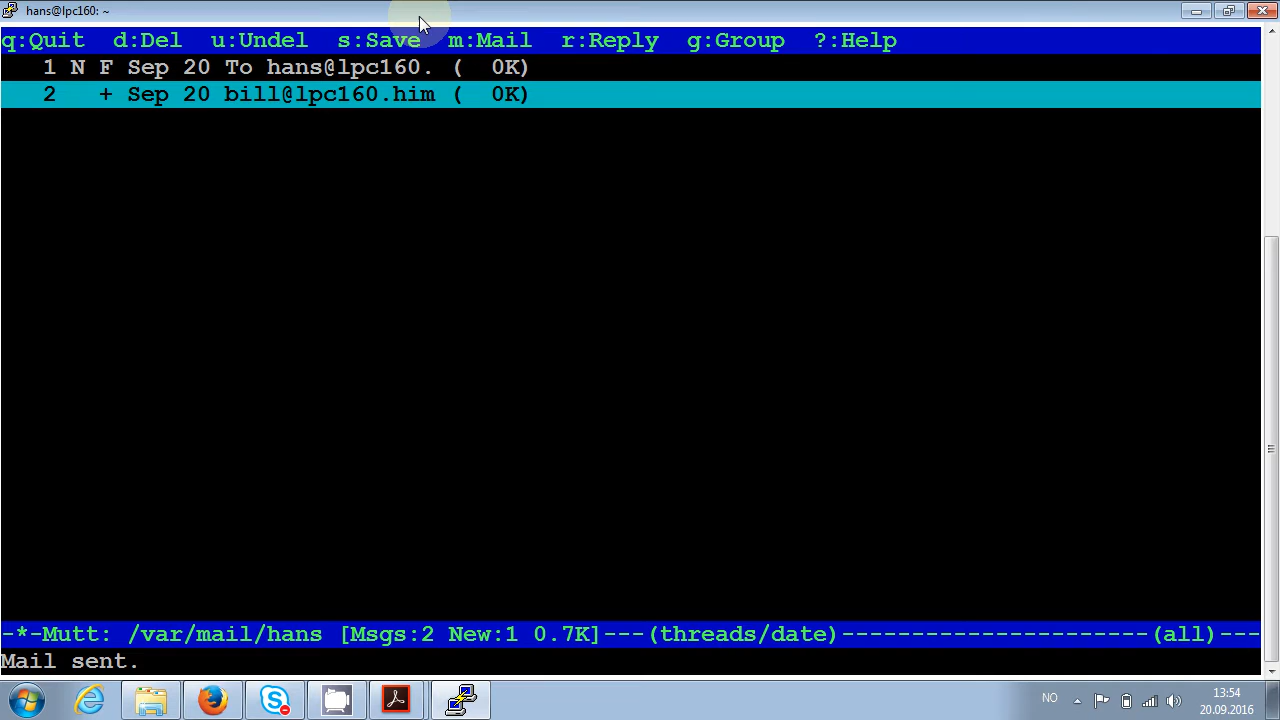 hans@lpc160: ~
q:Quit  d:Del  u:Undel  s:Save  m:Mail  r:Reply  g:Group  ?:Help
1 N F Sep 20 To hans@lpc160. (  0K)
2   + Sep 20 bill@lpc160.him (  0K)
-*-Mutt: /var/mail/hans [Msgs:2 New:1 0.7K]---(threads/date)----------------------(all)---
Mail sent.
NO
13:54
20.09.2016